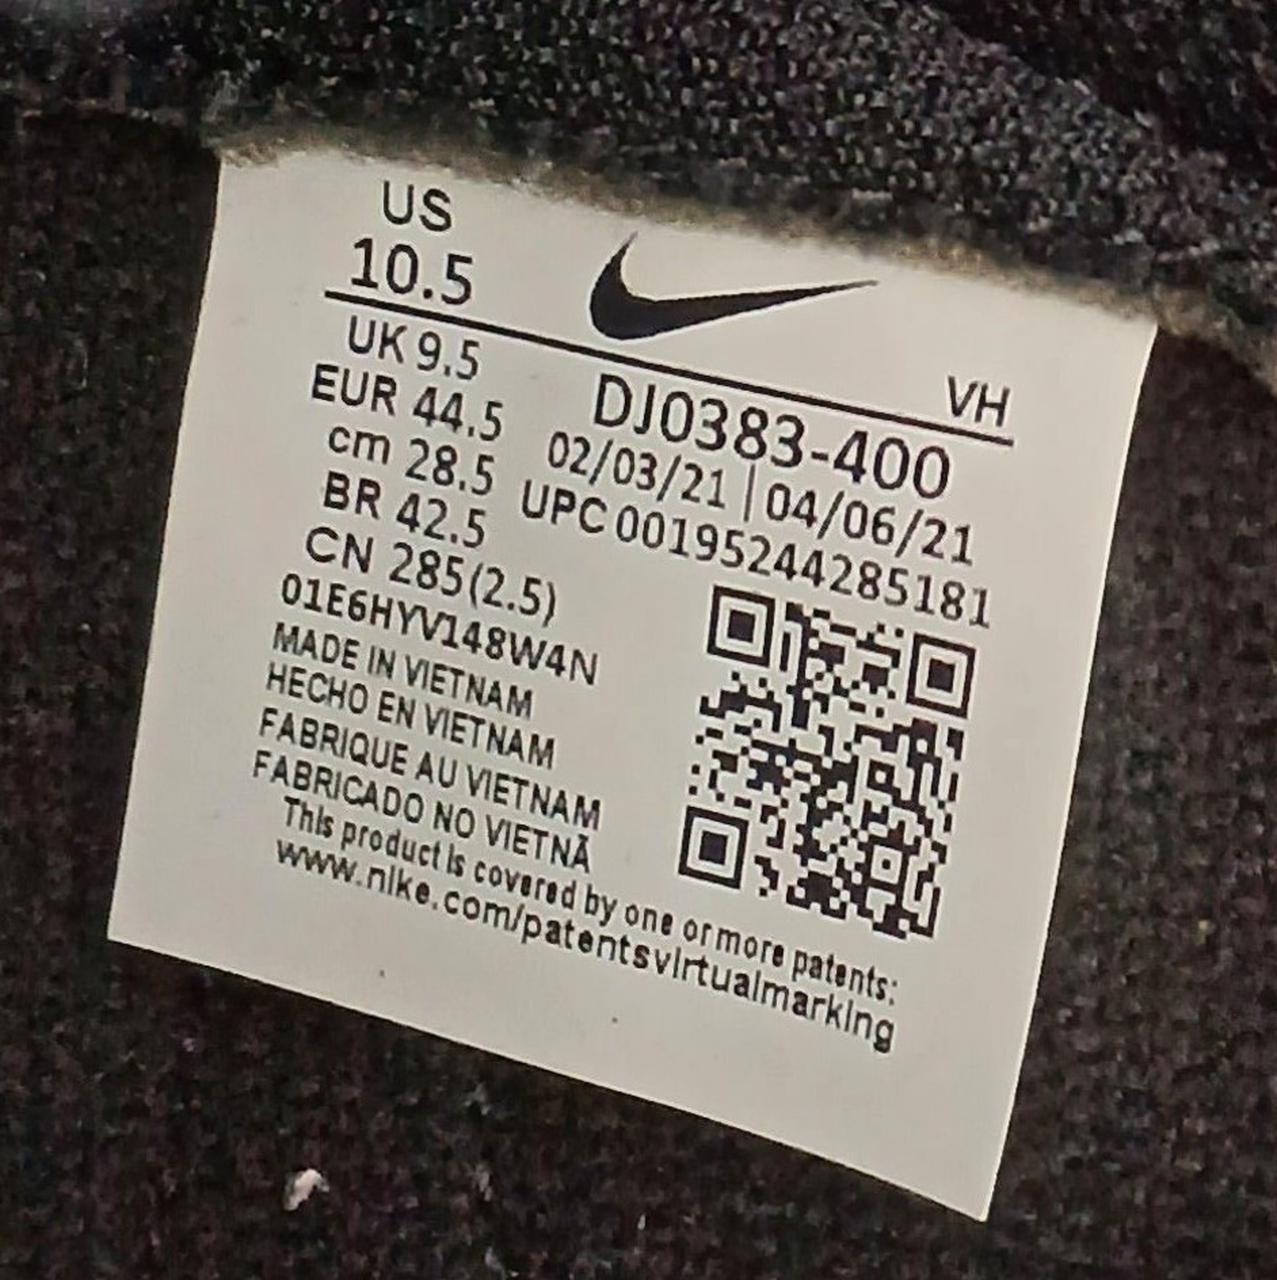 US
10.5
VH
UK 9.5
EUR 44.5
cm 28.5
BR 42.5
CN 285(2.5)
DJ0383-400
02/03/21 | 04/06/21
UPC 00195244285181
01E6HYV148W4N
MADE IN VIETNAM
HECHO EN VIETNAM
FABRIQUE AU VIETNAM
FABRICADO NO VIETNÃ
This product is covered by one or more patents:
www.nike.com/patentsvirtualmarking